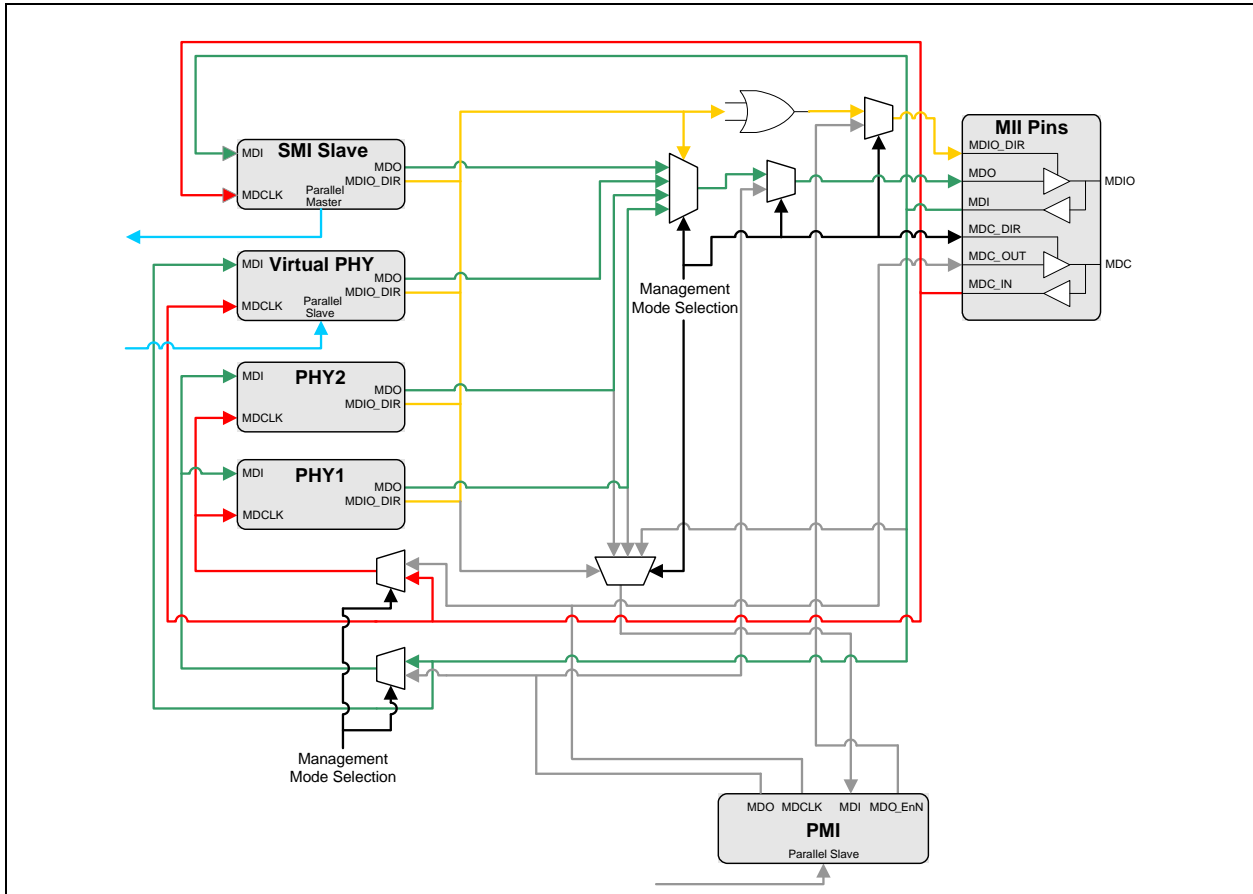 MII Pins
MDIO_DIR
MDO
MDIO
MDI
MDC_DIR
MDC_OUT
MDC
MDC_IN
SMI Slave
MDI
MDO
MDIO_DIR
MDCLK
Parallel
Master
Virtual PHY
MDI
MDO
MDIO_DIR
MDCLK
Parallel
Slave
Management
Mode Selection
PHY2
MDI
MDO
MDIO_DIR
MDCLK
PHY1
MDI
MDO
MDIO_DIR
MDCLK
Management
Mode Selection
MDO MDCLK MDI MDO_EnN
PMI
Parallel Slave